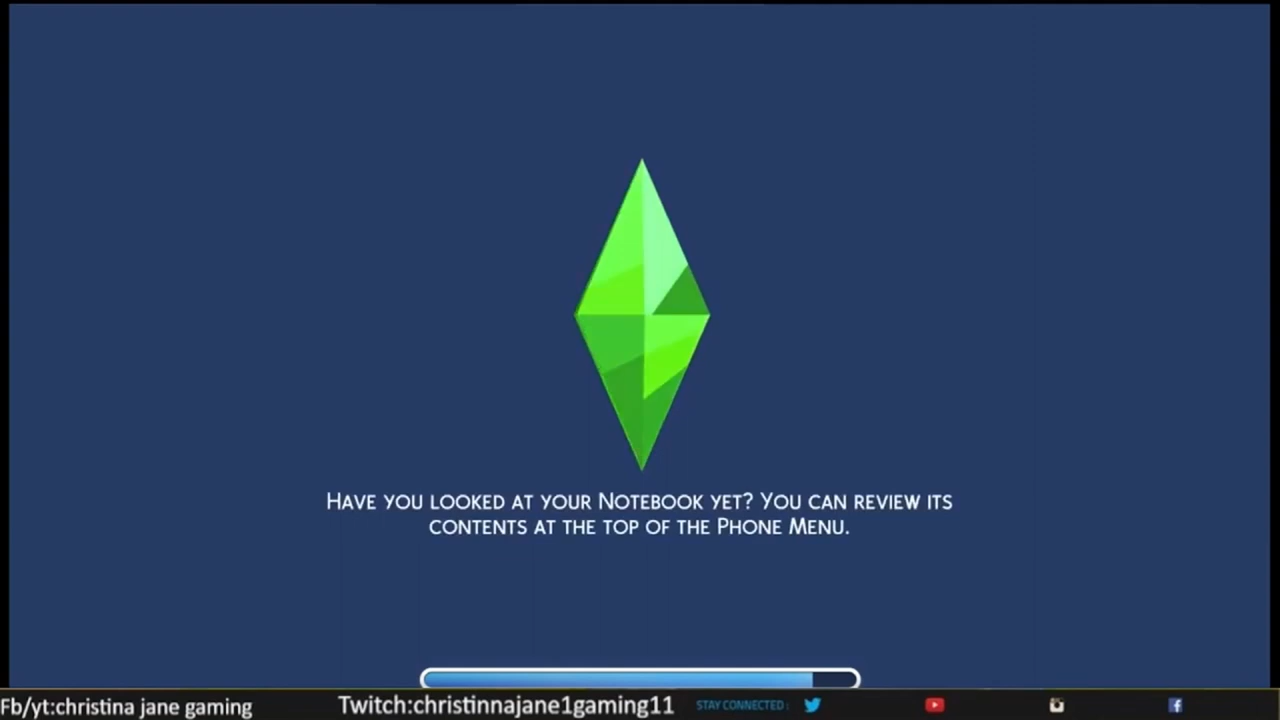 Have you looked at your Notebook yet? You can review its
contents at the top of the Phone Menu.
Fb/yt:christina jane gaming
Twitch:christinnajane1gaming11
STAY CONNECTED :